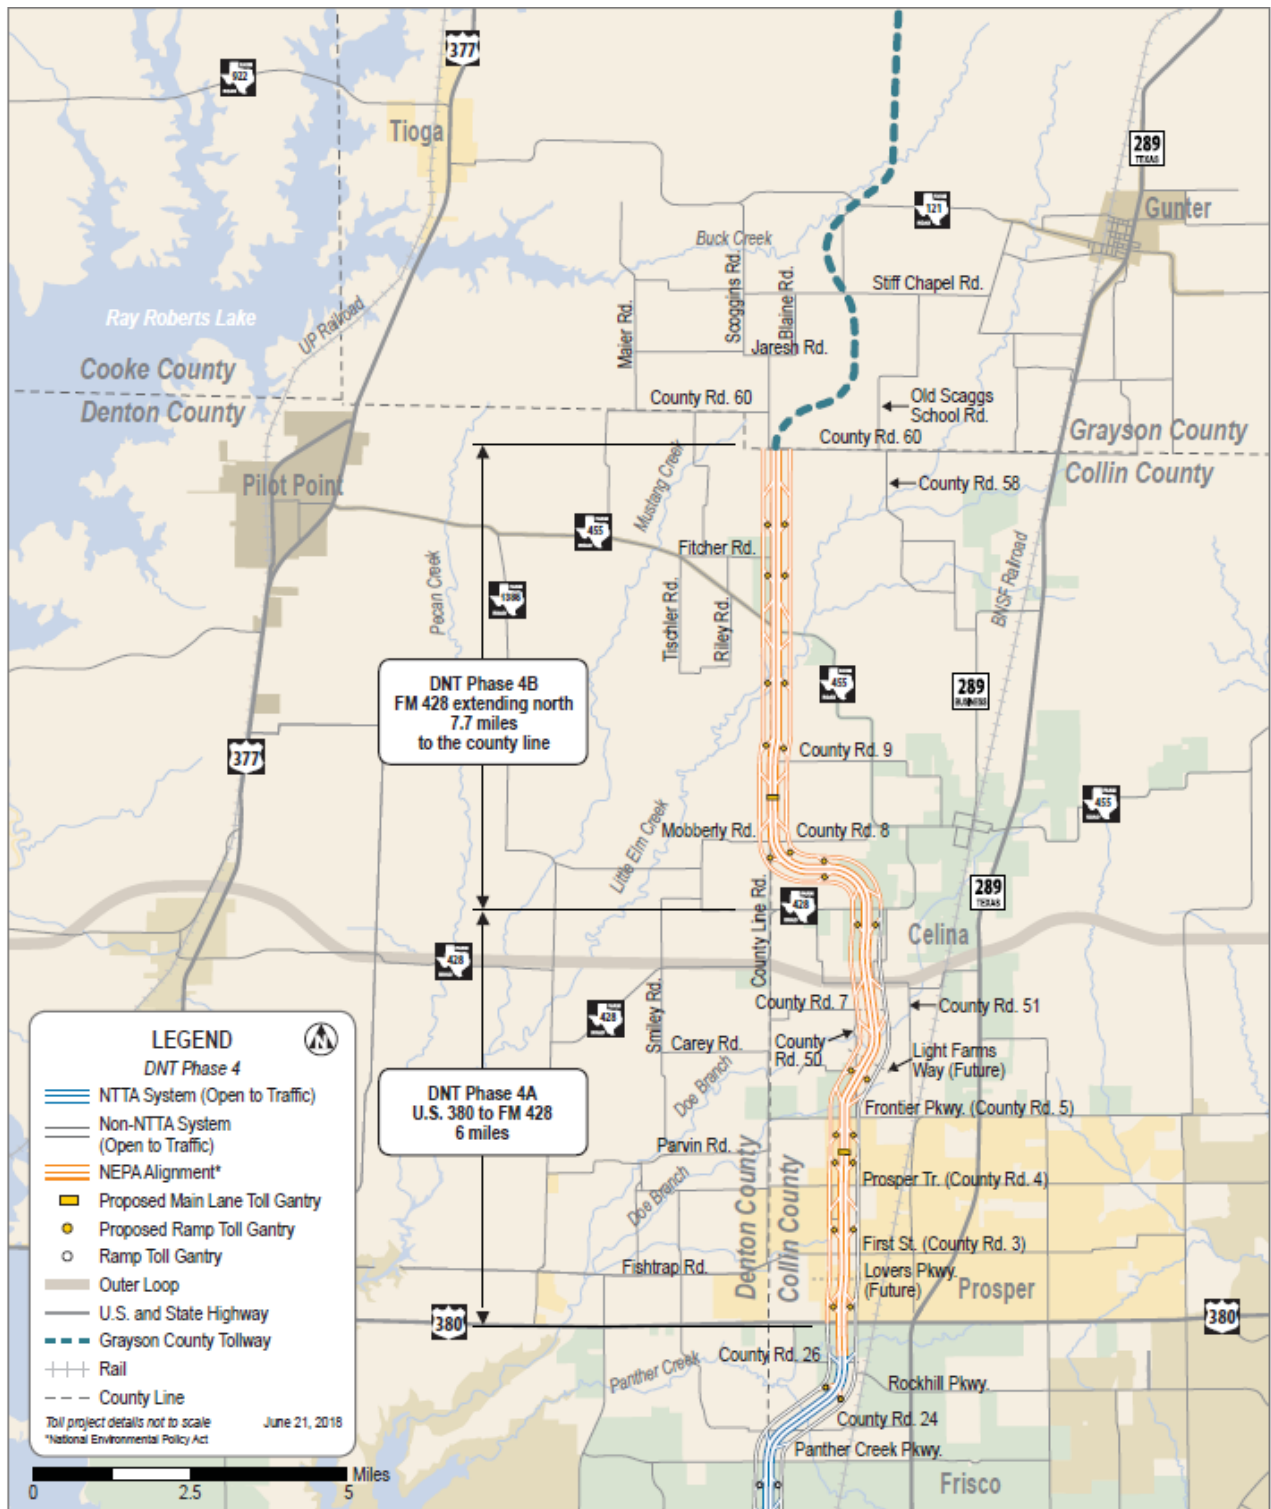 377
922
Tioga
289
TEXAS
121
Gunter
Buck Creek
Scoggins Rd.
Blaine Rd.
Stiff Chapel Rd.
Maier Rd.
Ray Roberts Lake
UP Railroad
Jaresh Rd.
Cooke County
Denton County
County Rd. 60
Old Scaggs
School Rd.
County Rd. 60
Grayson County
Collin County
Pilot Point
Mustang Creek
County Rd. 58
455
Fitcher Rd.
Pecan Creek
1386
Tischler Rd.
Riley Rd.
BNSF Railroad
DNT Phase 4B
FM 428 extending north
7.7 miles
to the county line
455
289
BUSINESS
377
County Rd. 9
455
Little Elm Creek
Mobberly Rd.
County Rd. 8
County Line Rd.
428
289
TEXAS
Celina
428
Smiley Rd.
428
County Rd. 7
County Rd. 51
Carey Rd.
County
Rd. 50
Light Farms
Way (Future)
Doe Branch
DNT Phase 4A
U.S. 380 to FM 428
6 miles
Frontier Pkwy. (County Rd. 5)
Parvin Rd.
Doe Branch
Denton County
Collin County
Prosper Tr. (County Rd. 4)
First St. (County Rd. 3)
Fishtrap Rd.
Lovers Pkwy.
(Future)
Prosper
380
380
County Rd. 26
Panther Creek
Rockhill Pkwy.
County Rd. 24
Panther Creek Pkwy.
Frisco
LEGEND
N
DNT Phase 4
NTTA System (Open to Traffic)
Non-NTTA System
(Open to Traffic)
NEPA Alignment*
Proposed Main Lane Toll Gantry
Proposed Ramp Toll Gantry
Ramp Toll Gantry
Outer Loop
U.S. and State Highway
Grayson County Tollway
Rail
County Line
Toll project details not to scale June 21, 2018
*National Environmental Policy Act
Miles
0 2.5 5